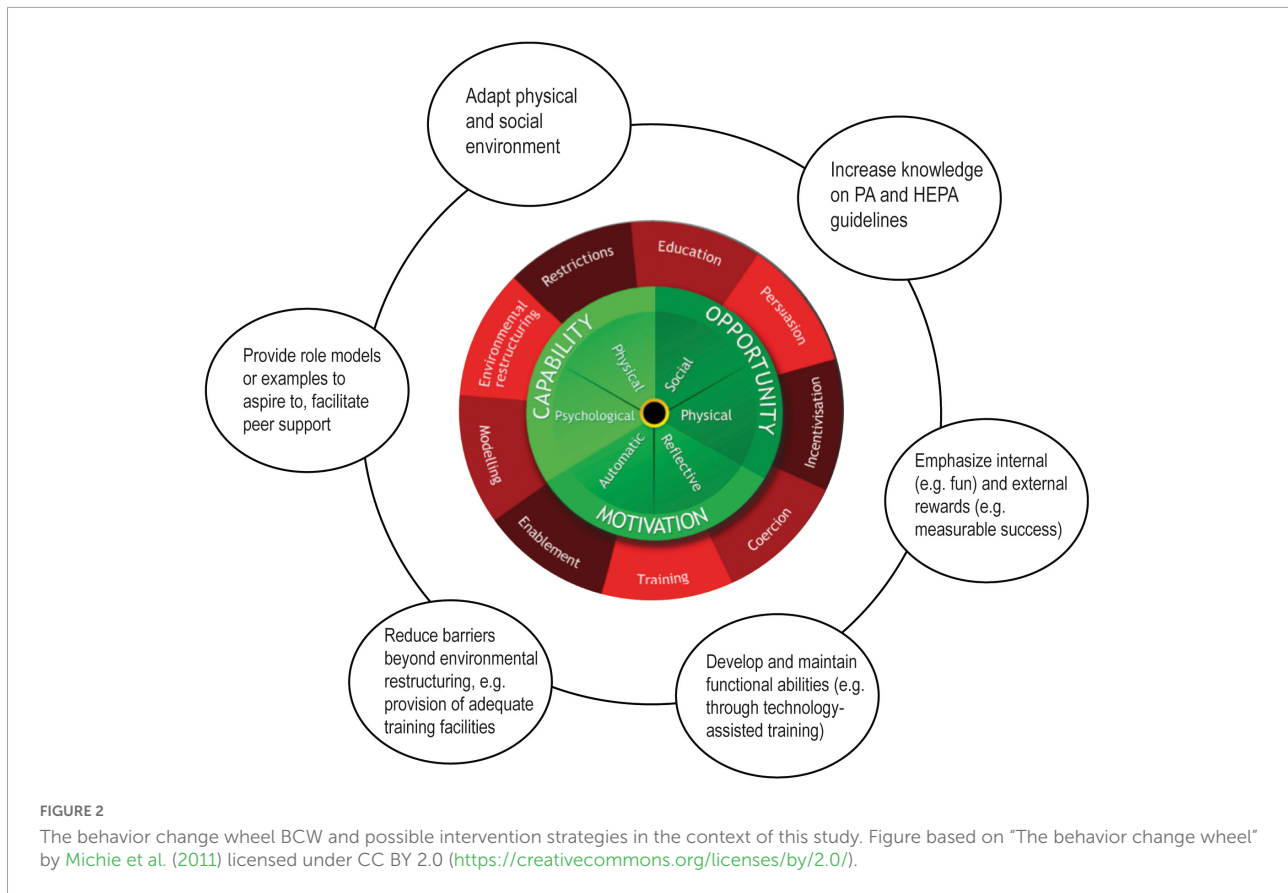 Adapt physical
and social
environment
Increase knowledge
on PA and HEPA
guidelines
Provide role models
or examples to
aspire to, facilitate
peer support
Emphasize internal
(e.g. fun) and external
rewards (e.g.
measurable success)
Reduce barriers
beyond environmental
restructuring, e.g.
provision of adequate
training facilities
Develop and maintain
functional abilities (e.g.
through technology-
assisted training)
Restrictions
Education
Persuasion
Incentivisation
Coercion
Training
Enablement
Modelling
Environmental
restructuring
CAPABILITY
OPPORTUNITY
MOTIVATION
Physical
Social
Psychological
Physical
Automatic
Reflective
FIGURE 2
The behavior change wheel BCW and possible intervention strategies in the context of this study. Figure based on "The behavior change wheel"
by Michie et al. (2011) licensed under CC BY 2.0 (https://creativecommons.org/licenses/by/2.0/).